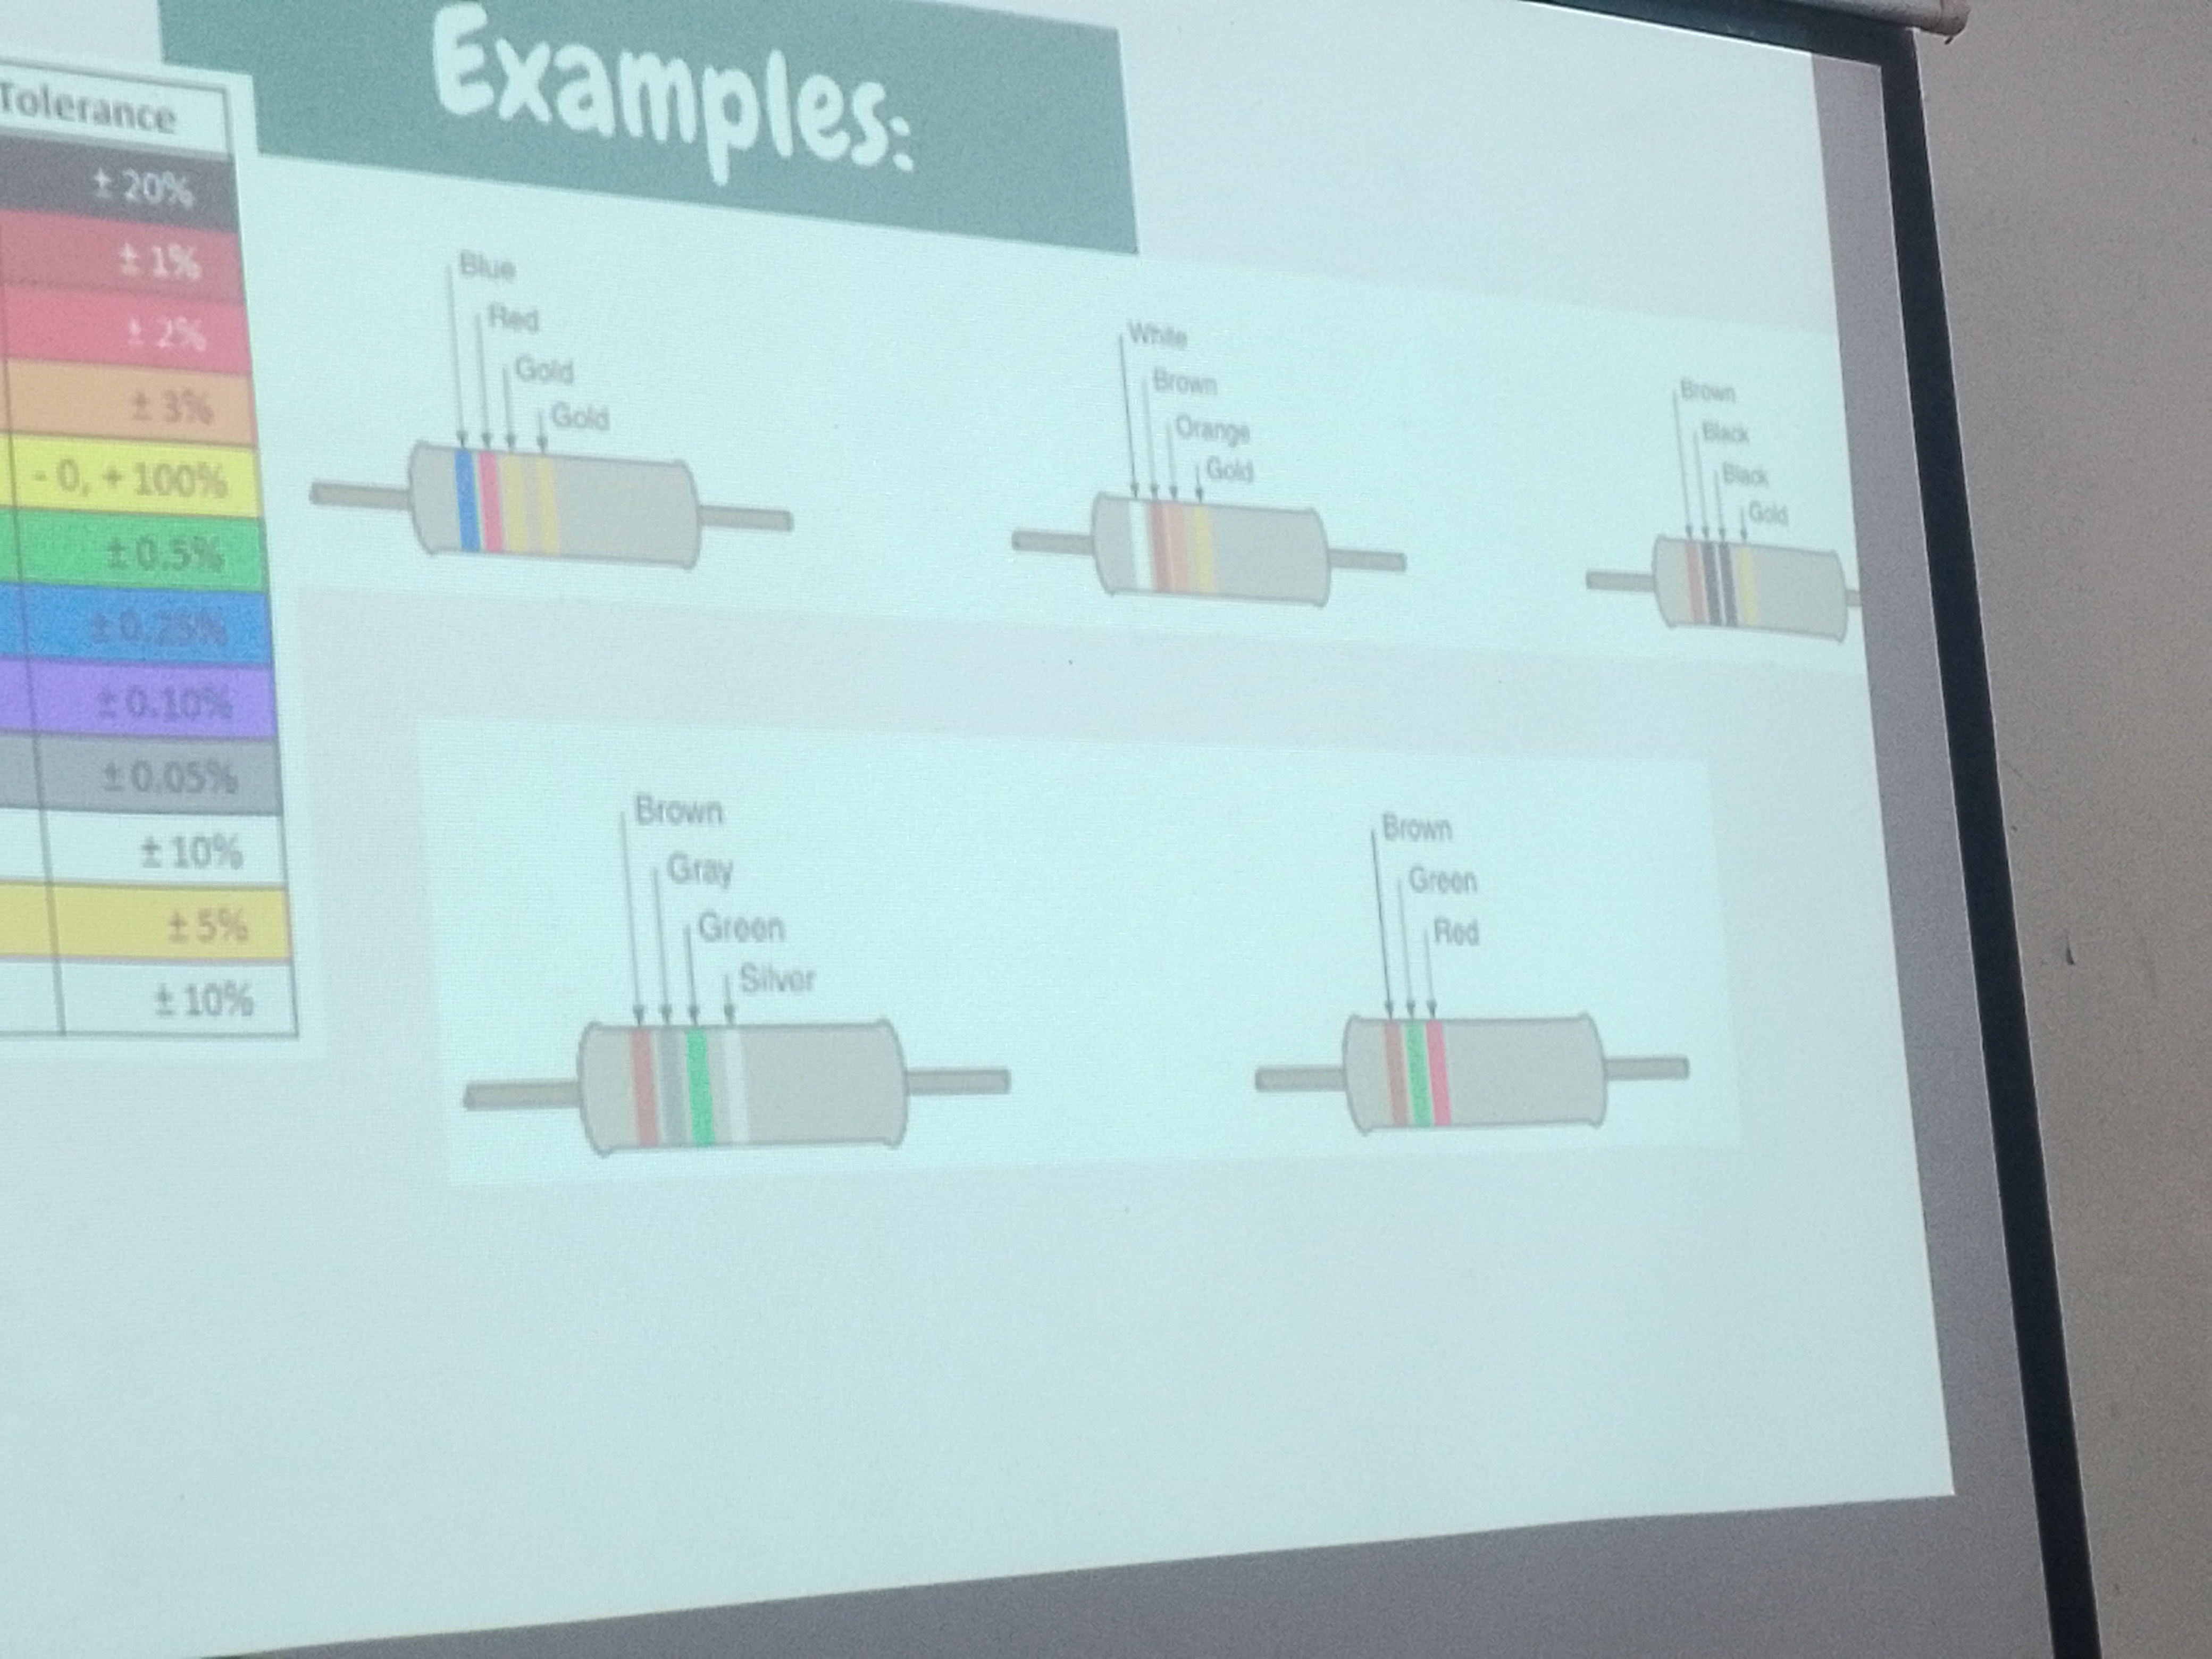 Examples:
Tolerance
± 20%
± 1%
± 2%
± 3%
- 0, + 100%
± 0.5%
± 0.25%
± 0.10%
± 0.05%
± 10%
± 5%
± 10%
Blue
Red
Gold
Gold
White
Brown
Orange
Gold
Brown
Black
Black
Gold
Brown
Gray
Green
Silver
Brown
Green
Red